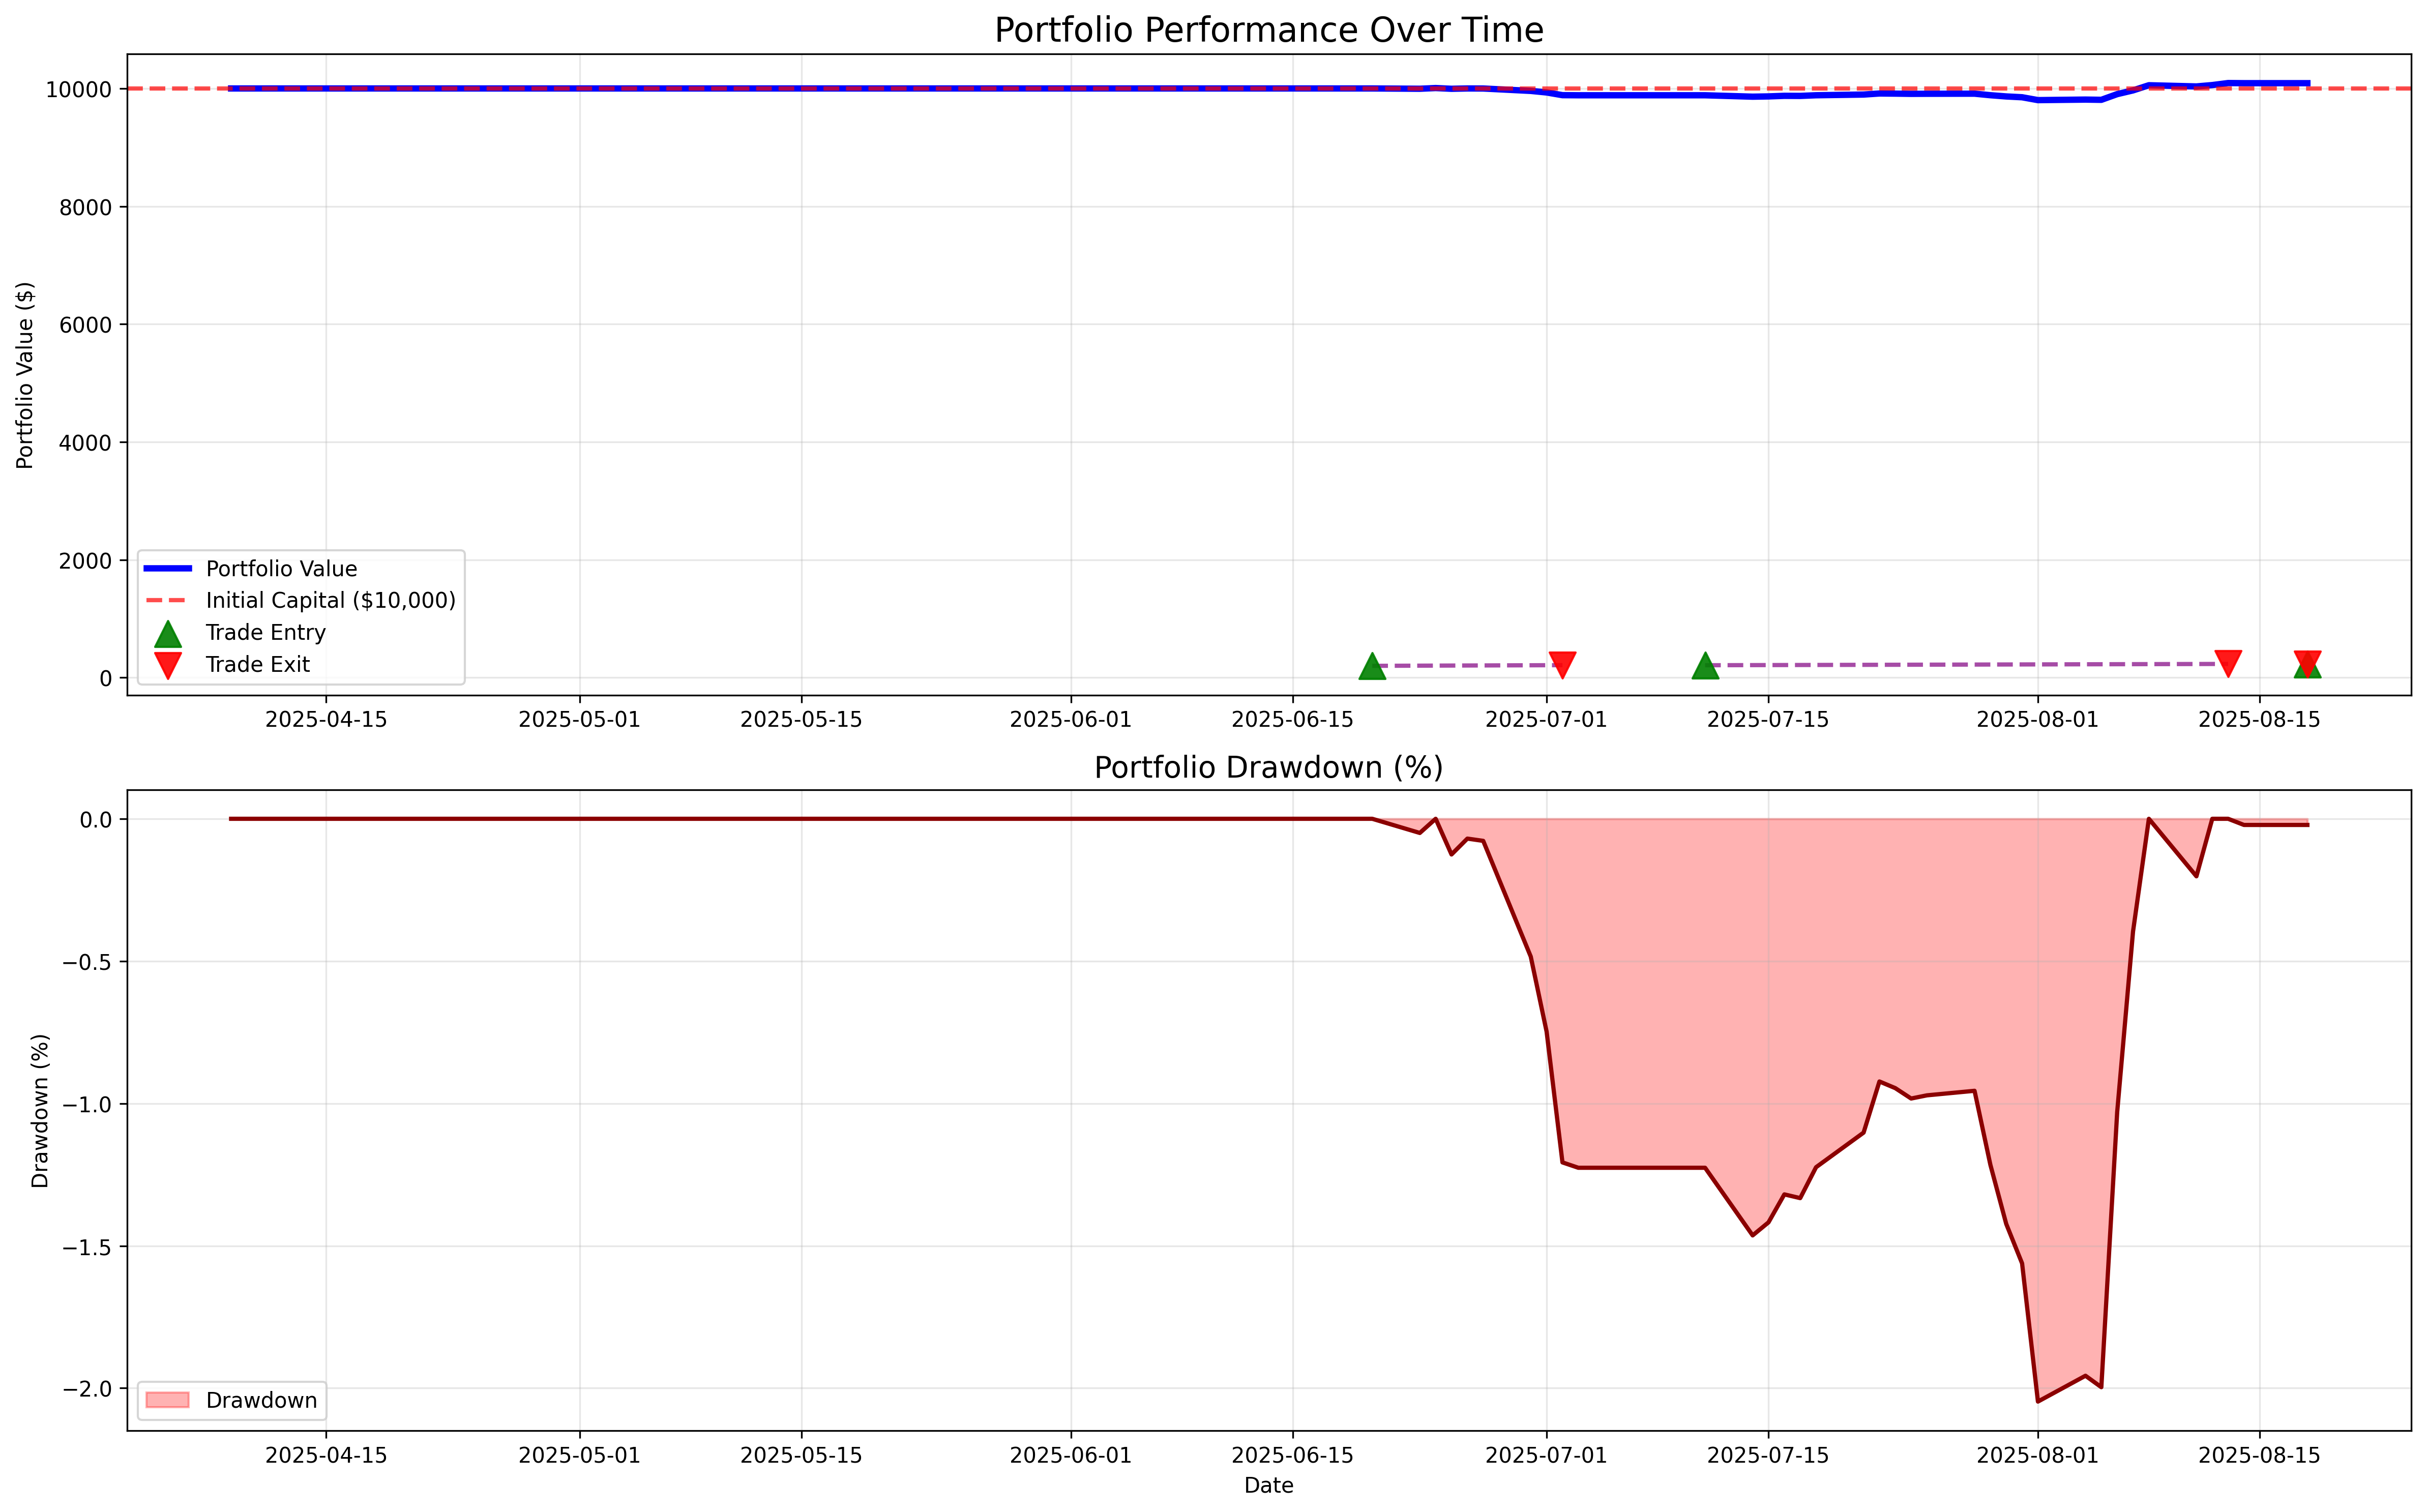 Portfolio Performance Over Time
Portfolio Value ($)
10000
8000
6000
4000
2000
0
Portfolio Value
Initial Capital ($10,000)
Trade Entry
Trade Exit
2025-04-15
2025-05-01
2025-05-15
2025-06-01
2025-06-15
2025-07-01
2025-07-15
2025-08-01
2025-08-15
Portfolio Drawdown (%)
Drawdown (%)
0.0
−0.5
−1.0
−1.5
−2.0
Drawdown
2025-04-15
2025-05-01
2025-05-15
2025-06-01
2025-06-15
2025-07-01
2025-07-15
2025-08-01
2025-08-15
Date